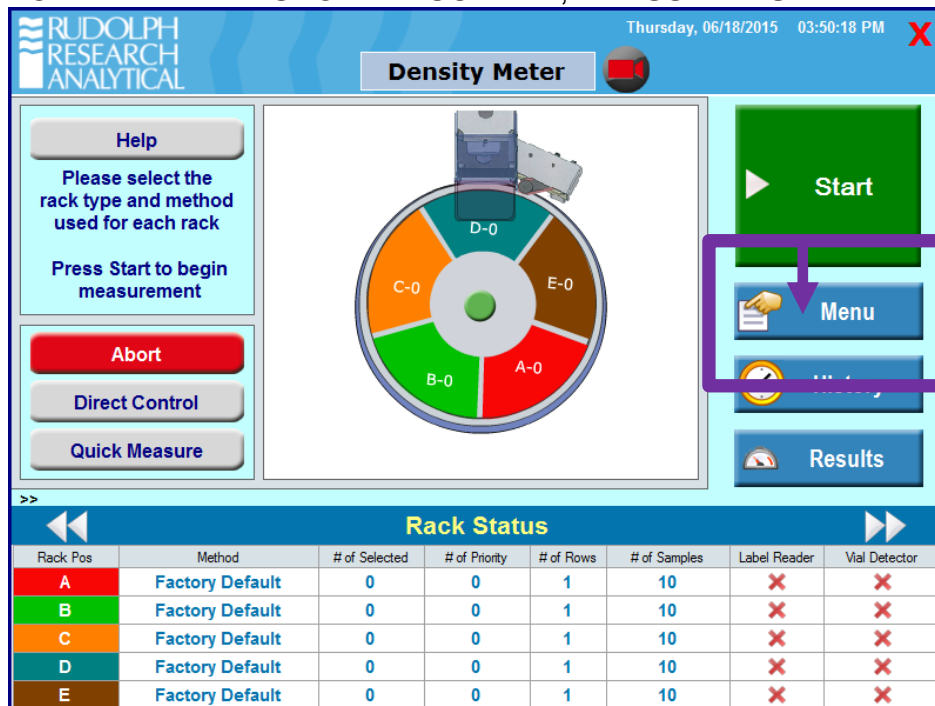 RUDOLPH
RESEARCH
ANALYTICAL
Thursday, 06/18/2015 03:50:18 PM X
Density Meter
Help
Please select the
rack type and method
used for each rack
Press Start to begin
measurement
Abort
Direct Control
Quick Measure
D-0
C-0
E-0
B-0
A-0
Start
Menu
History
Results
>>
Rack Status
Rack Pos Method # of Selected # of Priority # of Rows # of Samples Label Reader Vial Detector
A Factory Default 0 0 1 10
B Factory Default 0 0 1 10
C Factory Default 0 0 1 10
D Factory Default 0 0 1 10
E Factory Default 0 0 1 10